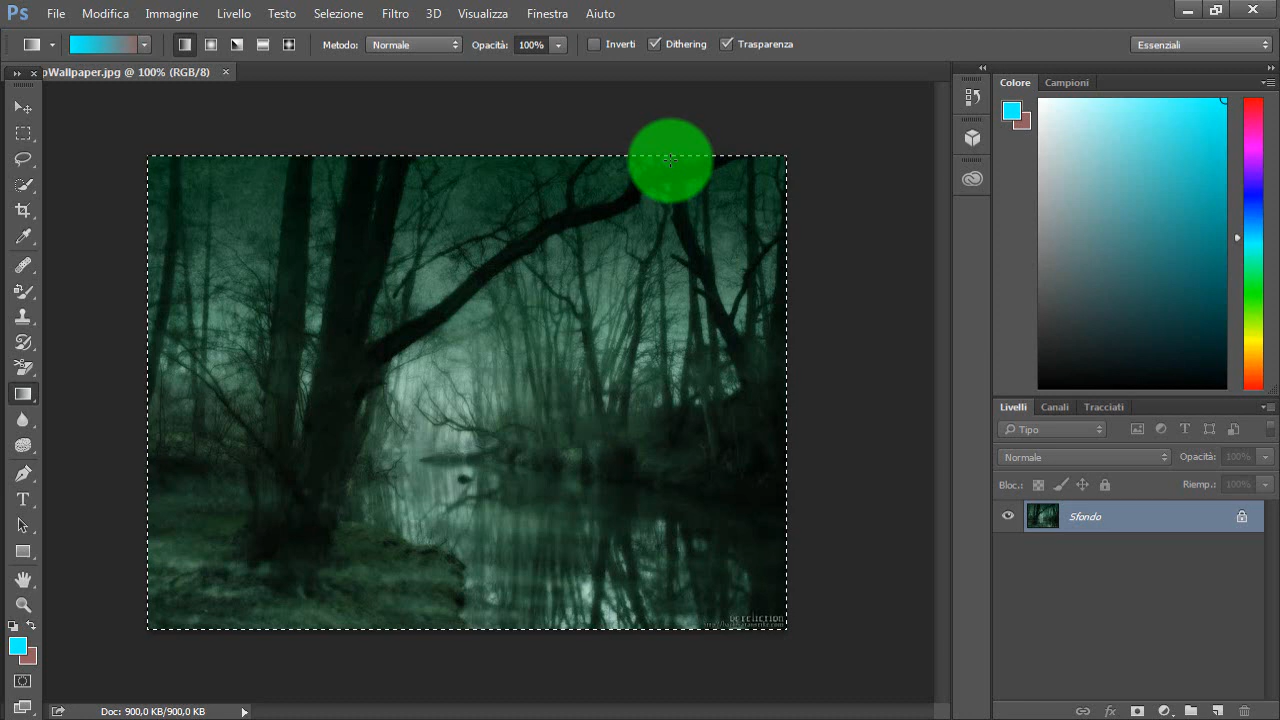 Ps File Modifica Immagine Livello Testo Selezione Filtro 3D Visualizza Finestra Aiuto
Metodo: Normale Opacità: 100% Inverti Dithering Trasparenza Essenziali
pWallpaper.jpg @ 100% (RGB/8) ×
Colore Campioni
Livelli Canali Tracciati
Tipo
Normale Opacità: 100%
Bloc.: Riemp.: 100%
Sfondo
Doc: 900,0 KB/900,0 KB